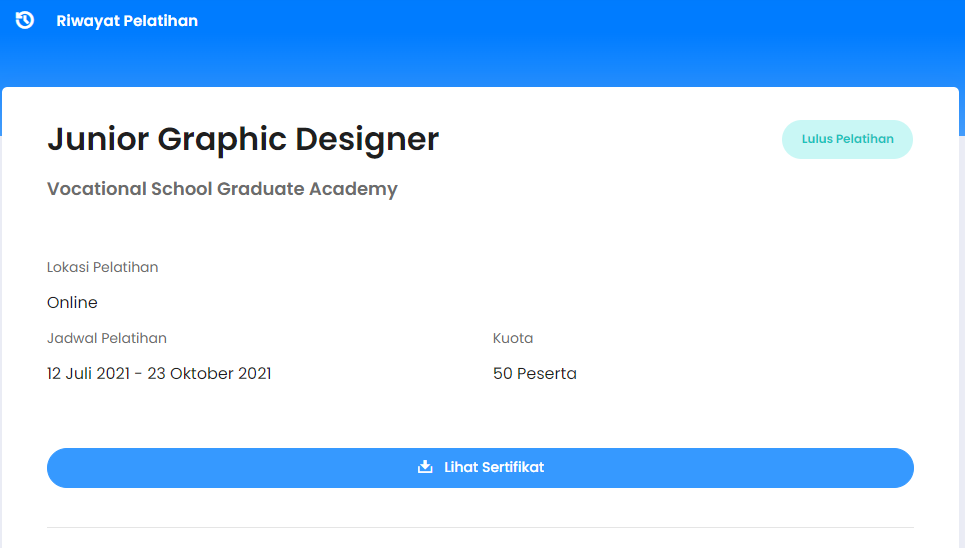 Riwayat Pelatihan
Junior Graphic Designer
Lulus Pelatihan
Vocational School Graduate Academy
Lokasi Pelatihan
Online
Jadwal Pelatihan
Kuota
12 Juli 2021 - 23 Oktober 2021
50 Peserta
Lihat Sertifikat